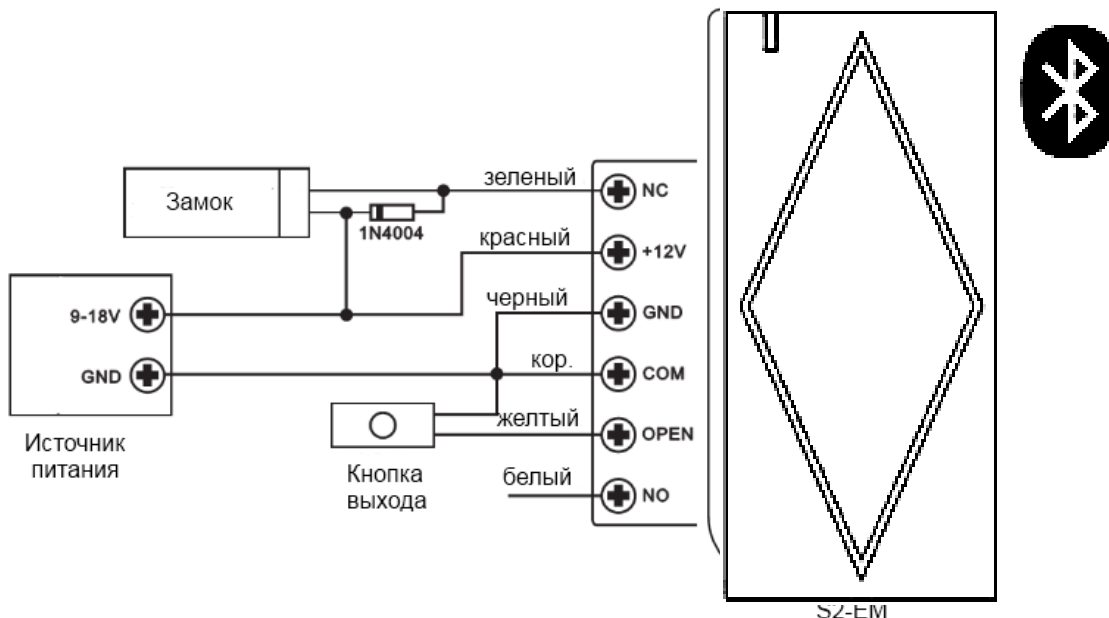 зеленый
NC
Замок
1N4004
красный
+12V
9-18V
черный
GND
GND
кор.
COM
желтый
OPEN
Источник
питания
Кнопка
выхода
белый
NO
S2-EM